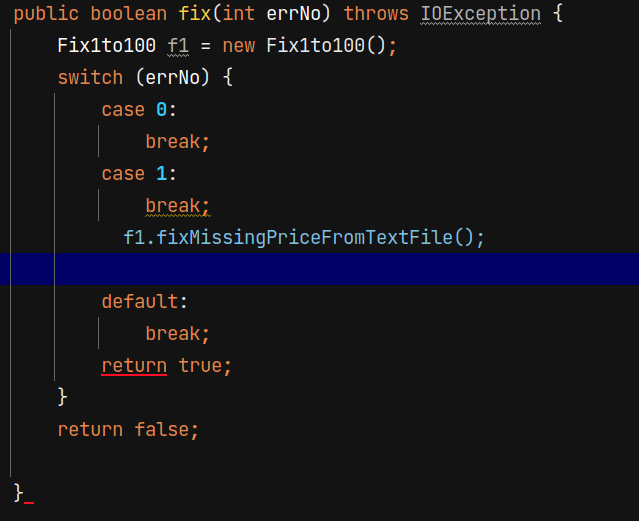 public boolean fix(int errNo) throws IOException {
Fix1to100 f1 = new Fix1to100();
switch (errNo) {
case 0:
break;
case 1:
break;
f1.fixMissingPriceFromTextFile();
default:
break;
return true;
}
return false;
}